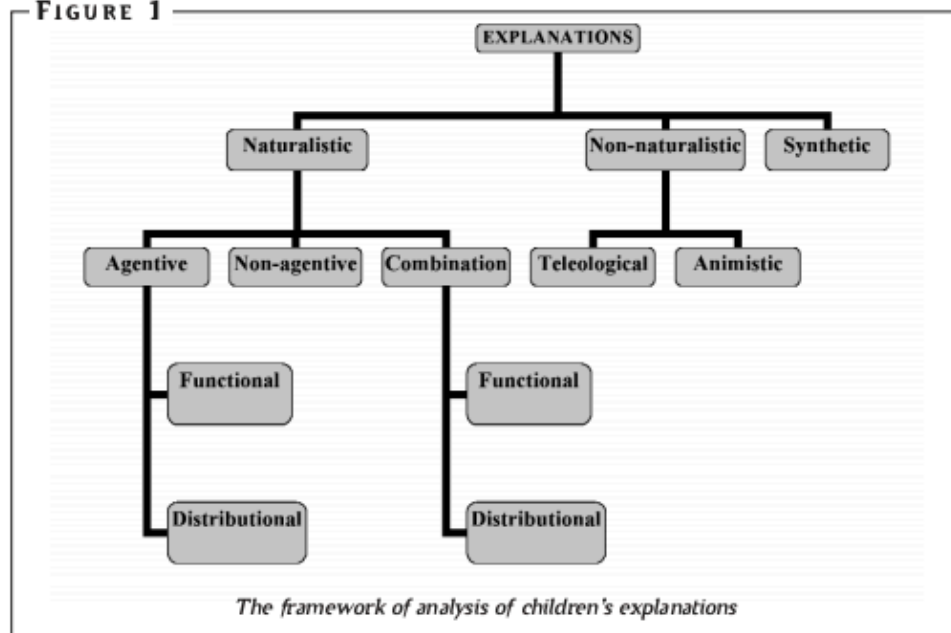 FIGURE 1
EXPLANATIONS
Naturalistic
Non-naturalistic
Synthetic
Agentive
Non-agentive
Combination
Teleological
Animistic
Functional
Functional
Distributional
Distributional
The framework of analysis of children's explanations